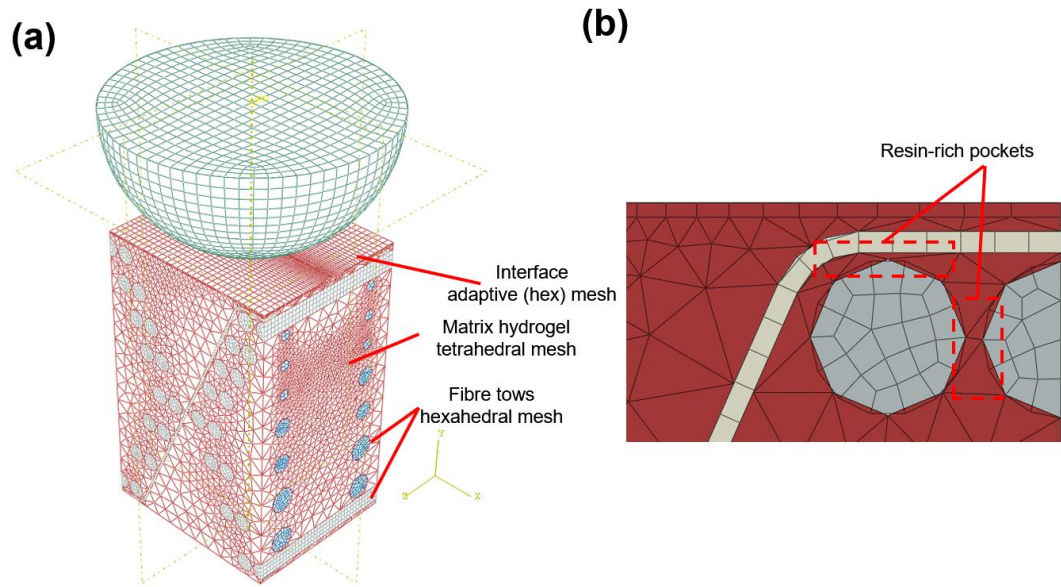 (a)
Interface
adaptive (hex) mesh
Matrix hydrogel
tetrahedral mesh
Fibre tows
hexahedral mesh
Y
Z
X
(b)
Resin-rich pockets